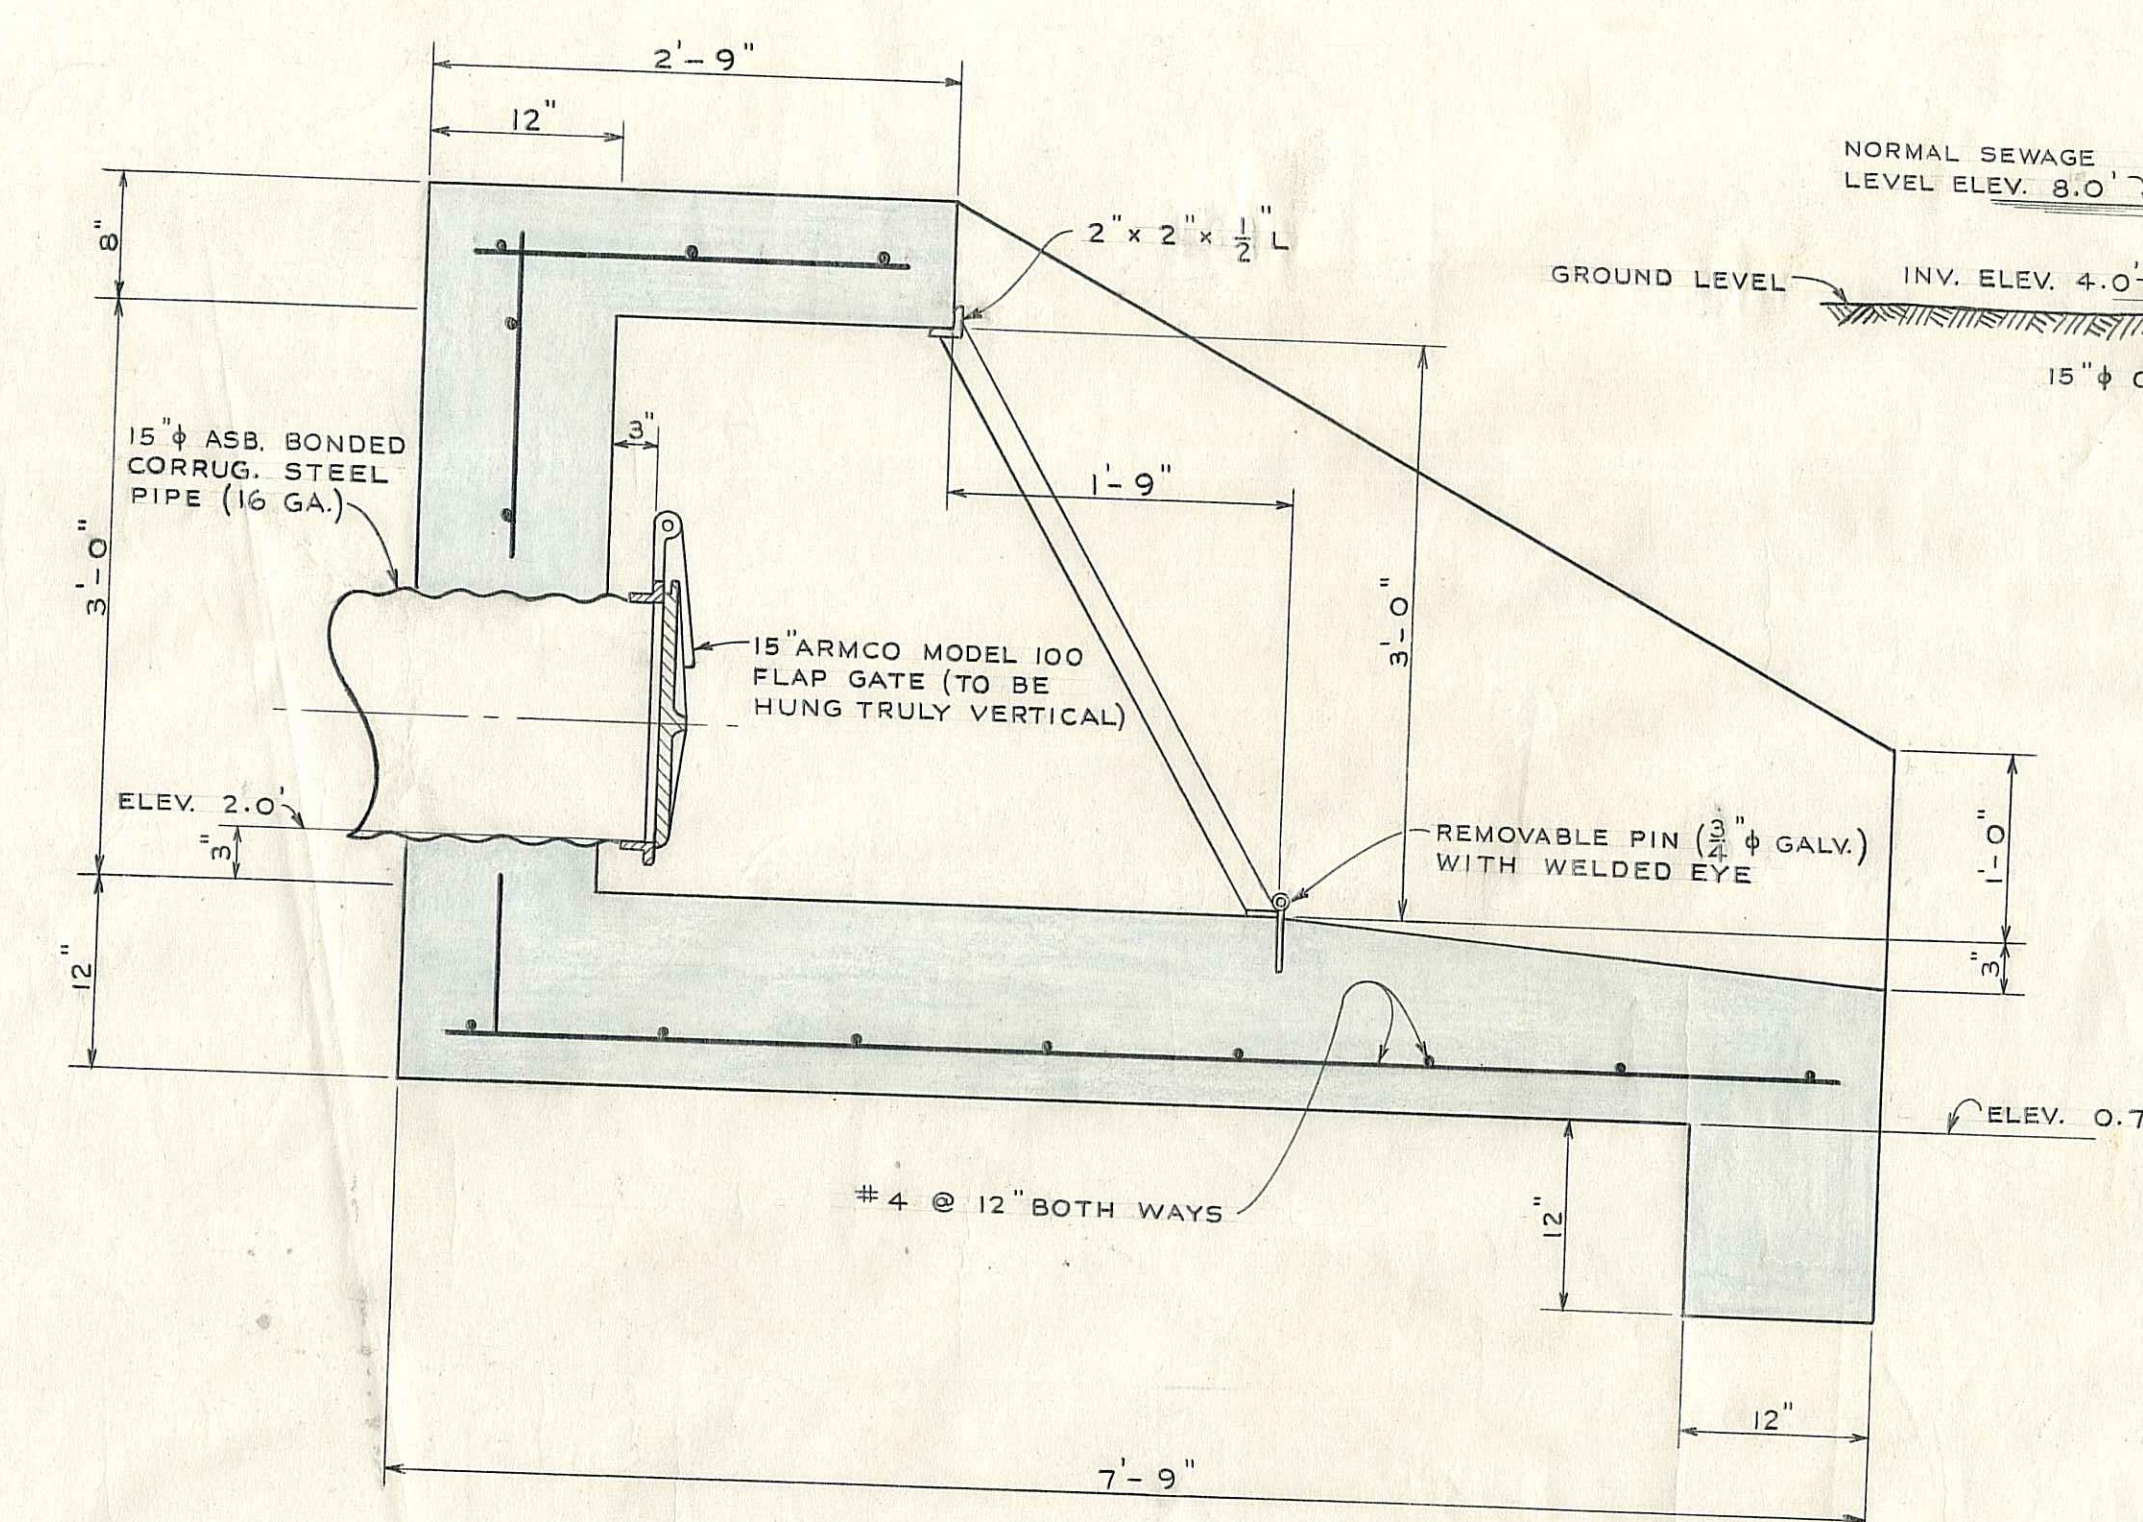 2'-9"
12"
NORMAL SEWAGE
LEVEL ELEV. 8.0'
8"
2" x 2" x 1/2" L
GROUND LEVEL
INV. ELEV. 4.0'
15"ϕ
3"
15"ϕ ASB. BONDED
CORRUG. STEEL
PIPE (16 GA.)
1'-9"
3'-0"
3'-0"
15" ARMCO MODEL 100
FLAP GATE (TO BE
HUNG TRULY VERTICAL)
ELEV. 2.0'
3"
REMOVABLE PIN (3/4"ϕ GALV.)
WITH WELDED EYE
1'-0"
12"
3"
ELEV. 0.7
#4 @ 12" BOTH WAYS
12"
12"
7'-9"